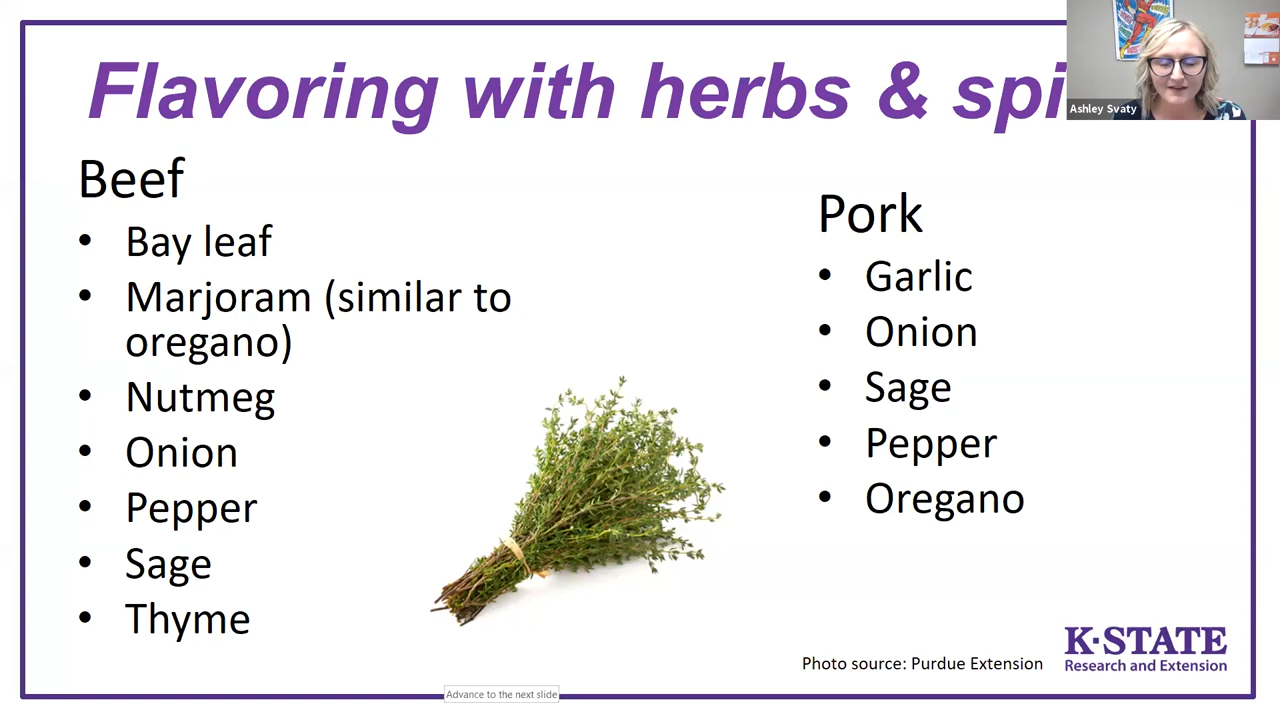 Flavoring with herbs & spi
Ashley Svaty
Beef
• Bay leaf
• Marjoram (similar to
oregano)
• Nutmeg
• Onion
• Pepper
• Sage
• Thyme
Pork
• Garlic
• Onion
• Sage
• Pepper
• Oregano
Photo source: Purdue Extension
K-STATE
Research and Extension
Advance to the next slide